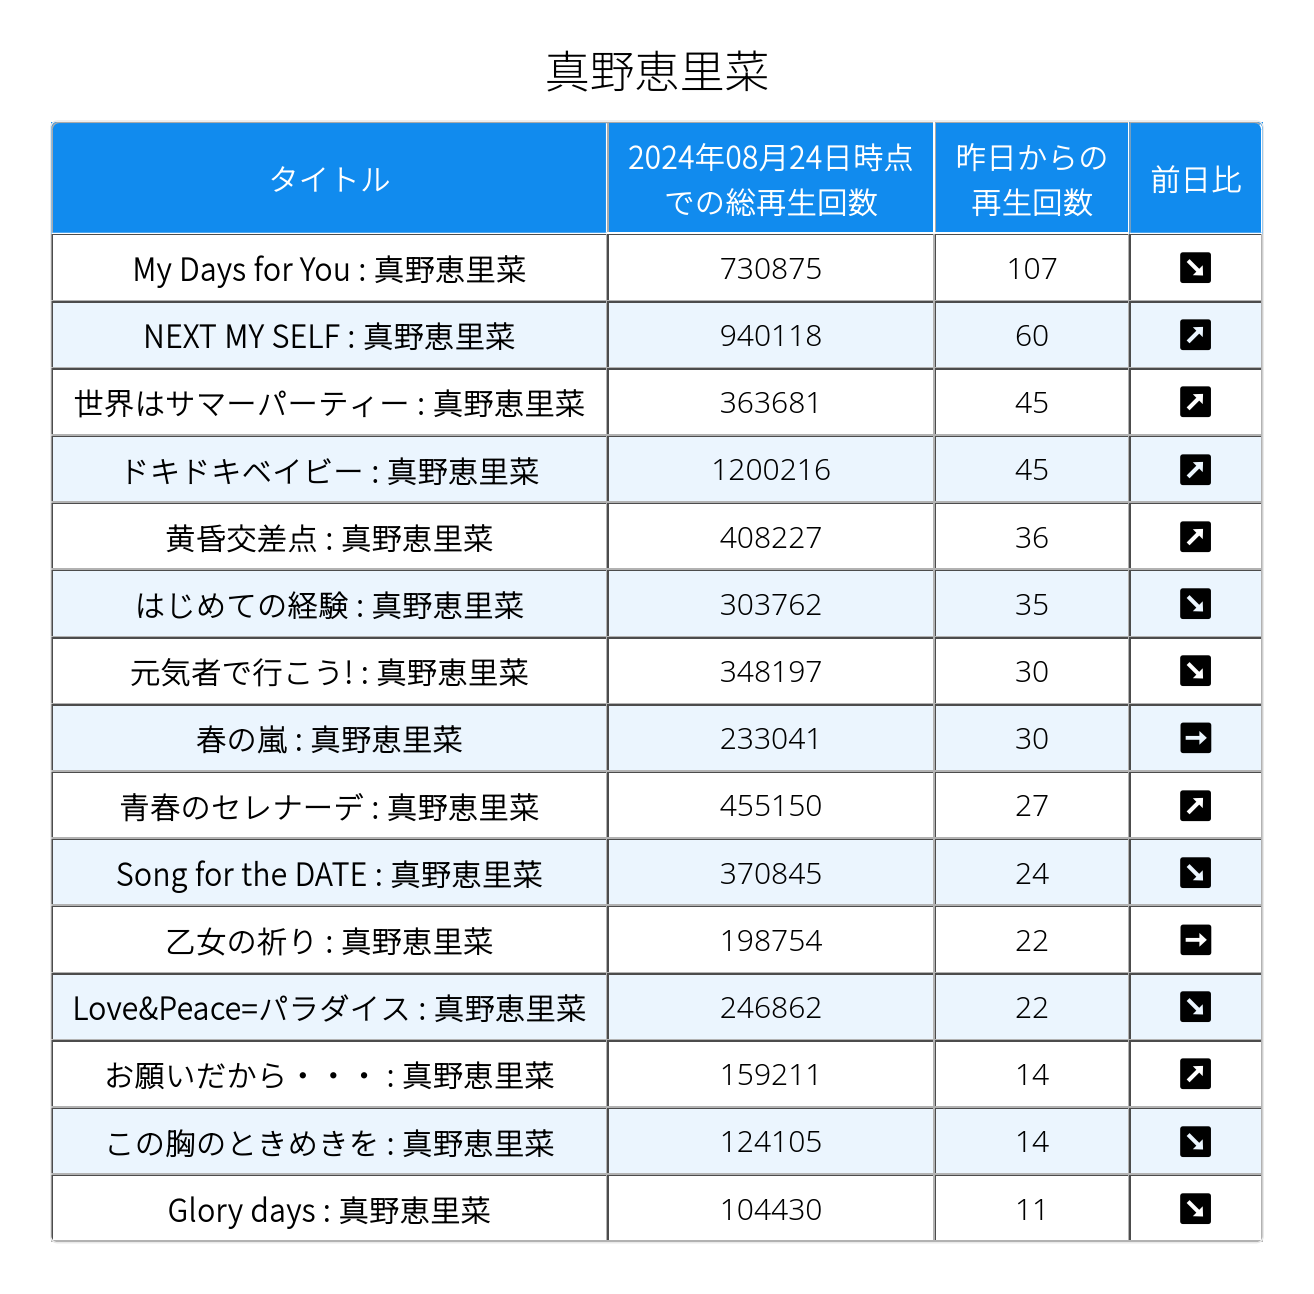 真野恵里菜
タイトル 2024年08月24日時点での総再生回数 昨日からの再生回数 前日比
My Days for You : 真野恵里菜 730875 107 ↘
NEXT MY SELF : 真野恵里菜 940118 60 ↗
世界はサマーパーティー : 真野恵里菜 363681 45 ↗
ドキドキベイビー : 真野恵里菜 1200216 45 ↗
黄昏交差点 : 真野恵里菜 408227 36 ↗
はじめての経験 : 真野恵里菜 303762 35 ↘
元気者で行こう! : 真野恵里菜 348197 30 ↘
春の嵐 : 真野恵里菜 233041 30 →
青春のセレナーデ : 真野恵里菜 455150 27 ↗
Song for the DATE : 真野恵里菜 370845 24 ↘
乙女の祈り : 真野恵里菜 198754 22 →
Love&Peace=パラダイス : 真野恵里菜 246862 22 ↘
お願いだから・・・ : 真野恵里菜 159211 14 ↗
この胸のときめきを : 真野恵里菜 124105 14 ↘
Glory days : 真野恵里菜 104430 11 ↘